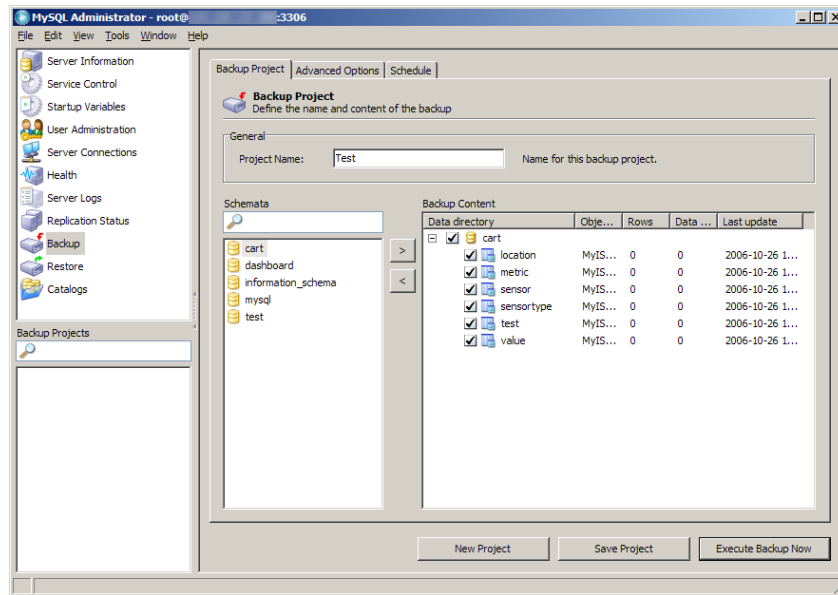 MySQL Administrator - root@ :3306
File Edit View Tools Window Help
Server Information
Service Control
Startup Variables
User Administration
Server Connections
Health
Server Logs
Replication Status
Backup
Restore
Catalogs
Backup Projects
Backup Project Advanced Options Schedule
Backup Project
Define the name and content of the backup
General
Project Name: Test Name for this backup project.
Schemata
cart
dashboard
information_schema
mysql
test
>
<
Backup Content
Data directory Obje... Rows Data ... Last update
cart
location MyIS... 0 0 2006-10-26 1...
metric MyIS... 0 0 2006-10-26 1...
sensor MyIS... 0 0 2006-10-26 1...
sensortype MyIS... 0 0 2006-10-26 1...
test MyIS... 0 0 2006-10-26 1...
value MyIS... 0 0 2006-10-26 1...
New Project Save Project Execute Backup Now